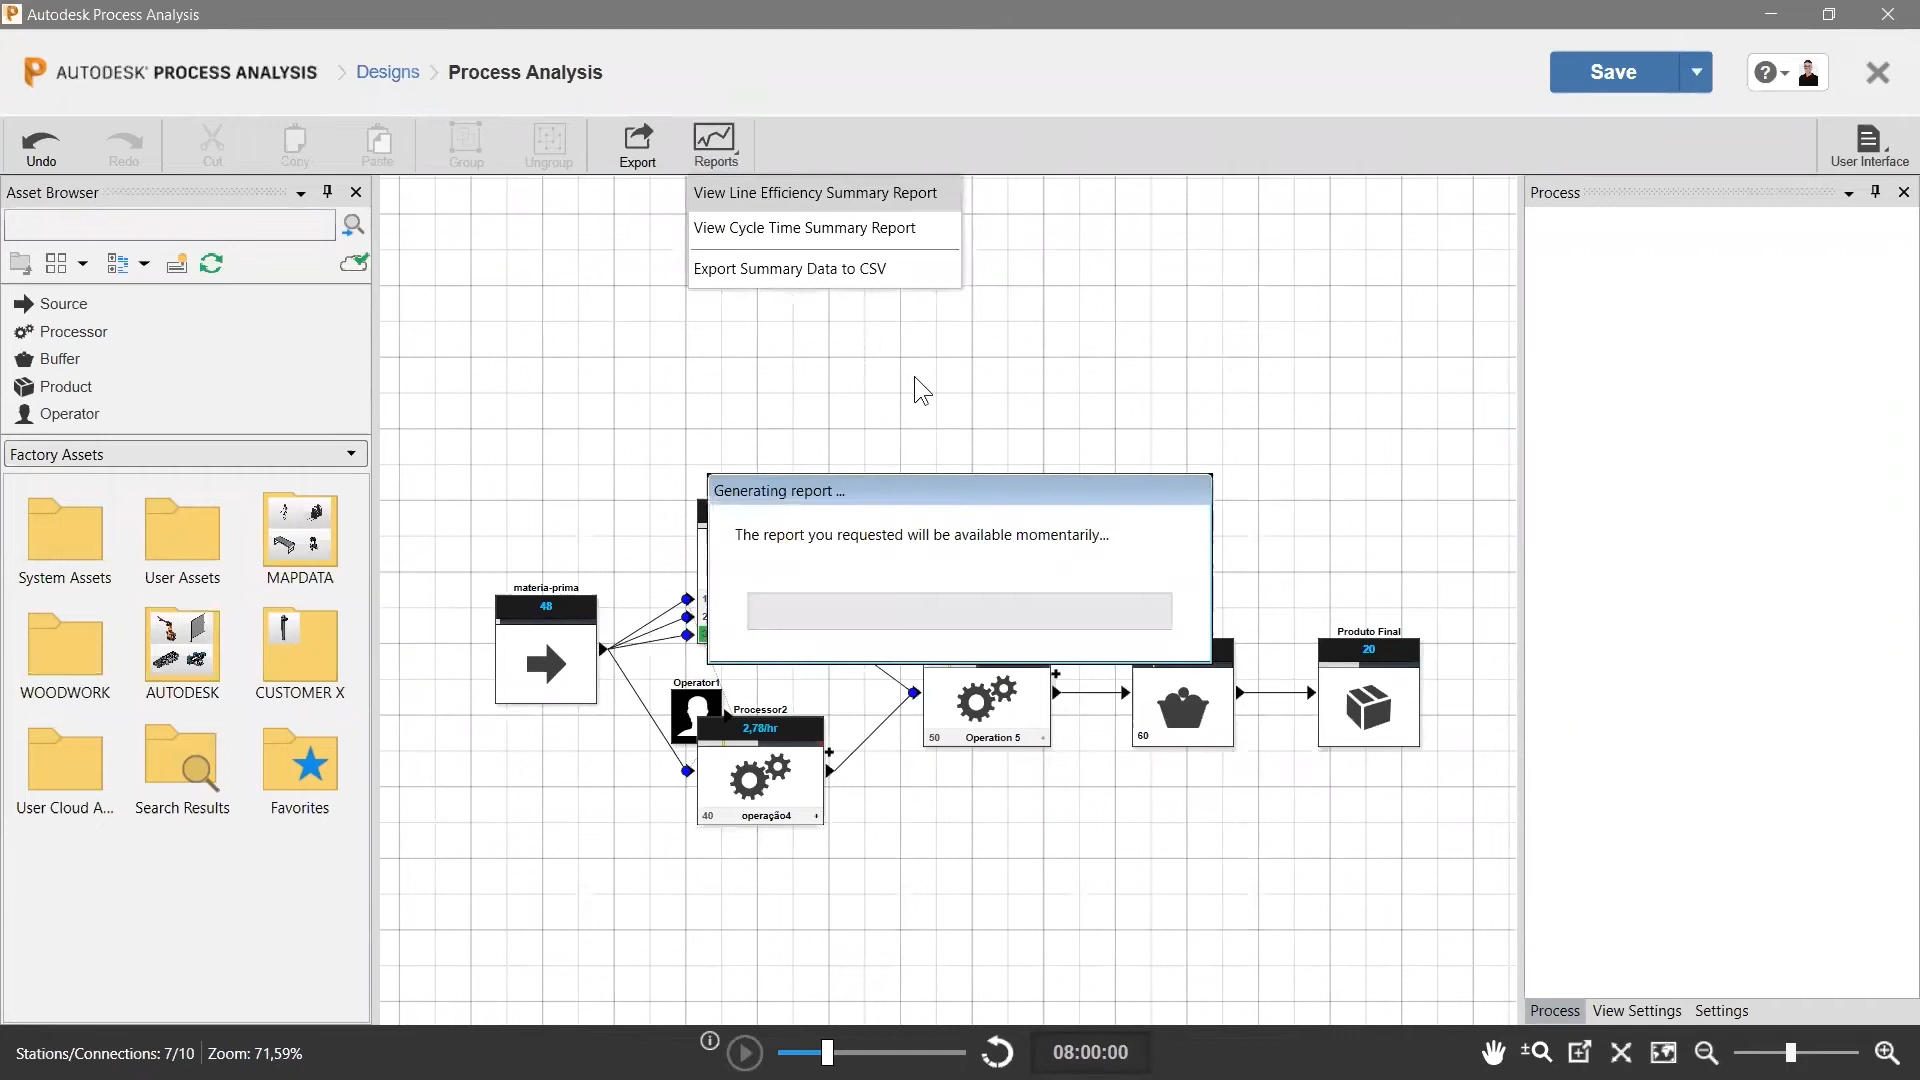 Autodesk Process Analysis
AUTODESK® PROCESS ANALYSIS
Designs
Process Analysis
Save
Undo
Redo
Cut
Copy
Paste
Group
Ungroup
Export
Reports
User Interface
Asset Browser
View Line Efficiency Summary Report
View Cycle Time Summary Report
Export Summary Data to CSV
Process
Source
Processor
Buffer
Product
Operator
Factory Assets
System Assets
User Assets
MAPDATA
WOODWORK
AUTODESK
CUSTOMER X
User Cloud A...
Search Results
Favorites
Generating report ...
The report you requested will be available momentarily...
materia-prima
48
Operator1
Processor2
2,78/hr
40 operação4
50 Operation 5
60
Produto Final
20
Process View Settings Settings
Stations/Connections: 7/10 Zoom: 71,59%
08:00:00